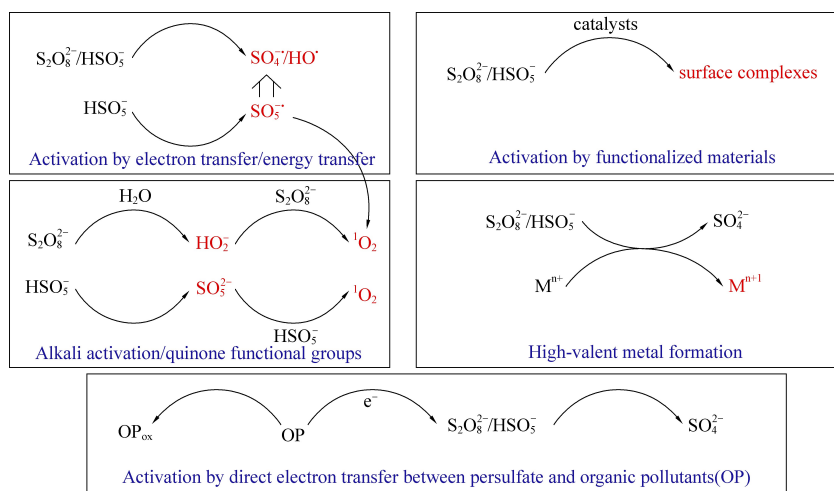 S₂O₈²⁻/HSO₅⁻ SO₄⁻•/HO•
HSO₅⁻ SO₅⁻•
Activation by electron transfer/energy transfer
catalysts
S₂O₈²⁻/HSO₅⁻ surface complexes
Activation by functionalized materials
H₂O S₂O₈²⁻
S₂O₈²⁻ HO₂⁻ ¹O₂
HSO₅⁻ SO₅²⁻ ¹O₂
HSO₅⁻
Alkali activation/quinone functional groups
S₂O₈²⁻/HSO₅⁻ SO₄²⁻
Mⁿ⁺ Mⁿ⁺¹
High-valent metal formation
e⁻
OPₒₓ OP S₂O₈²⁻/HSO₅⁻ SO₄²⁻
Activation by direct electron transfer between persulfate and organic pollutants(OP)